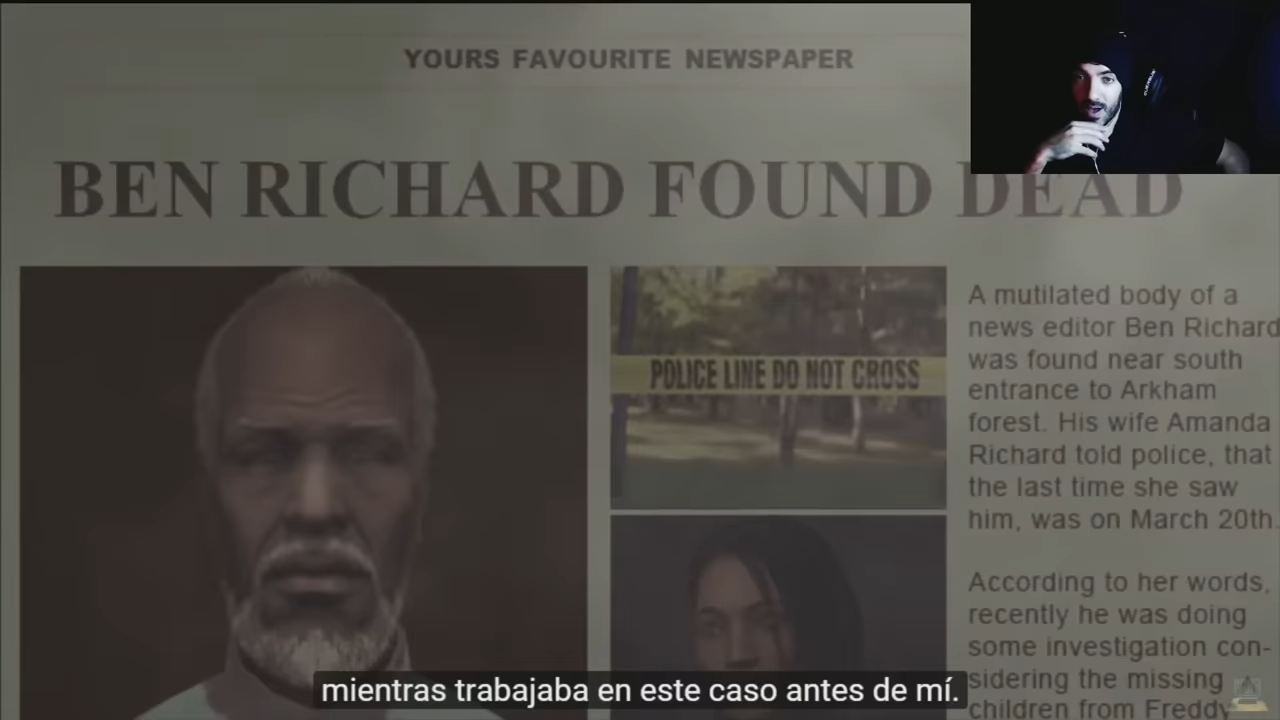 YOURS FAVOURITE NEWSPAPER
BEN RICHARD FOUND DEAD
POLICE LINE DO NOT CROSS
A mutilated body of a
news editor Ben Richard
was found near south
entrance to Arkham
forest. His wife Amanda
Richard told police, that
the last time she saw
him, was on March 20th.
According to her words,
recently he was doing
some investigation con-
sidering the missing
children from Freddy
mientras trabajaba en este caso antes de mí.